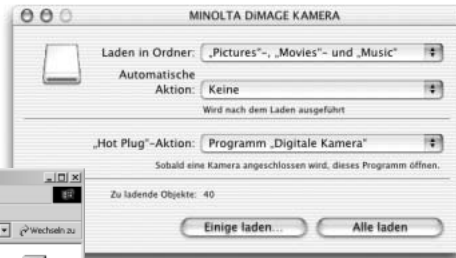 MINOLTA DiMAGE KAMERA
Laden in Ordner: „Pictures“-, „Movies“- und „Music“
Automatische
Aktion: Keine
Wird nach dem Laden ausgeführt
„Hot Plug“-Aktion: Programm „Digitale Kamera“
Sobald eine Kamera angeschlossen wird, dieses Programm öffnen.
Zu ladende Objekte: 40
Wechseln zu
Einige laden... Alle laden